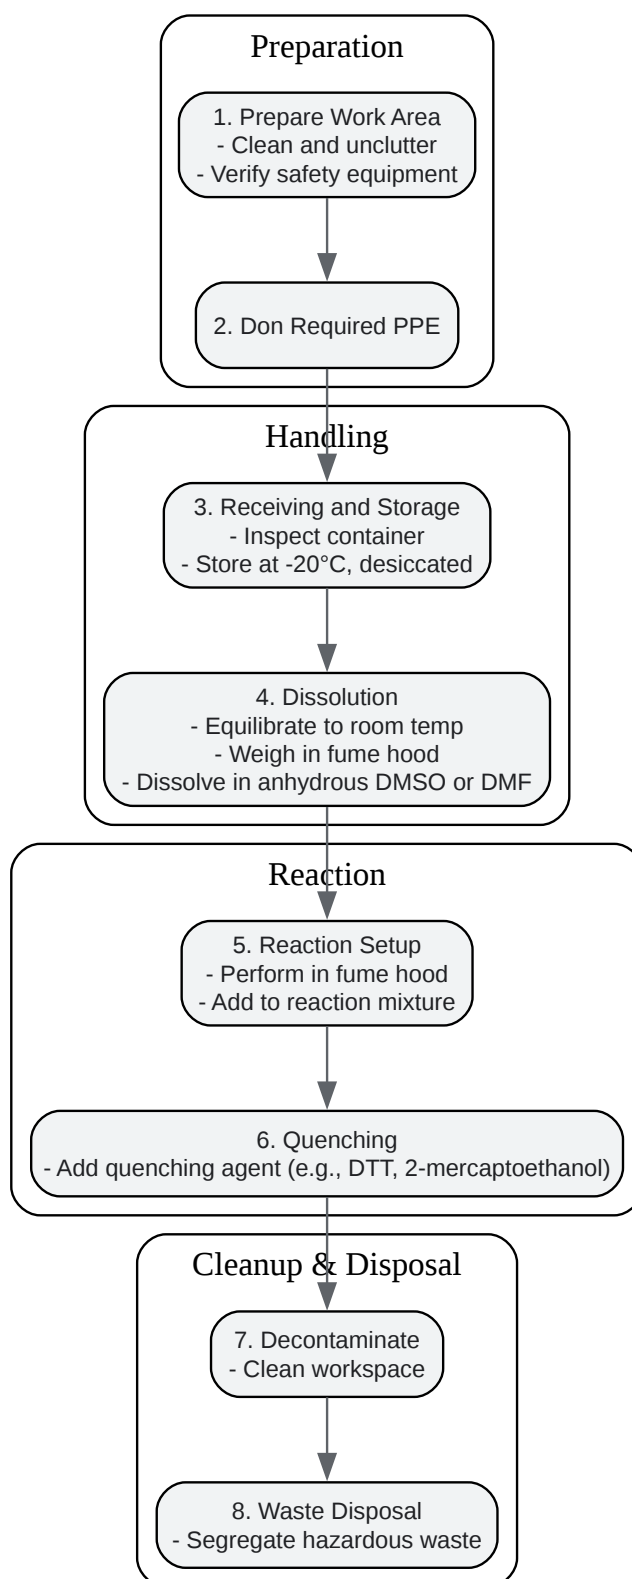 Preparation
1. Prepare Work Area
- Clean and unclutter
- Verify safety equipment
2. Don Required PPE
Handling
3. Receiving and Storage
- Inspect container
- Store at -20°C, desiccated
4. Dissolution
- Equilibrate to room temp
- Weigh in fume hood
- Dissolve in anhydrous DMSO or DMF
Reaction
5. Reaction Setup
- Perform in fume hood
- Add to reaction mixture
6. Quenching
- Add quenching agent (e.g., DTT, 2-mercaptoethanol)
Cleanup & Disposal
7. Decontaminate
- Clean workspace
8. Waste Disposal
- Segregate hazardous waste